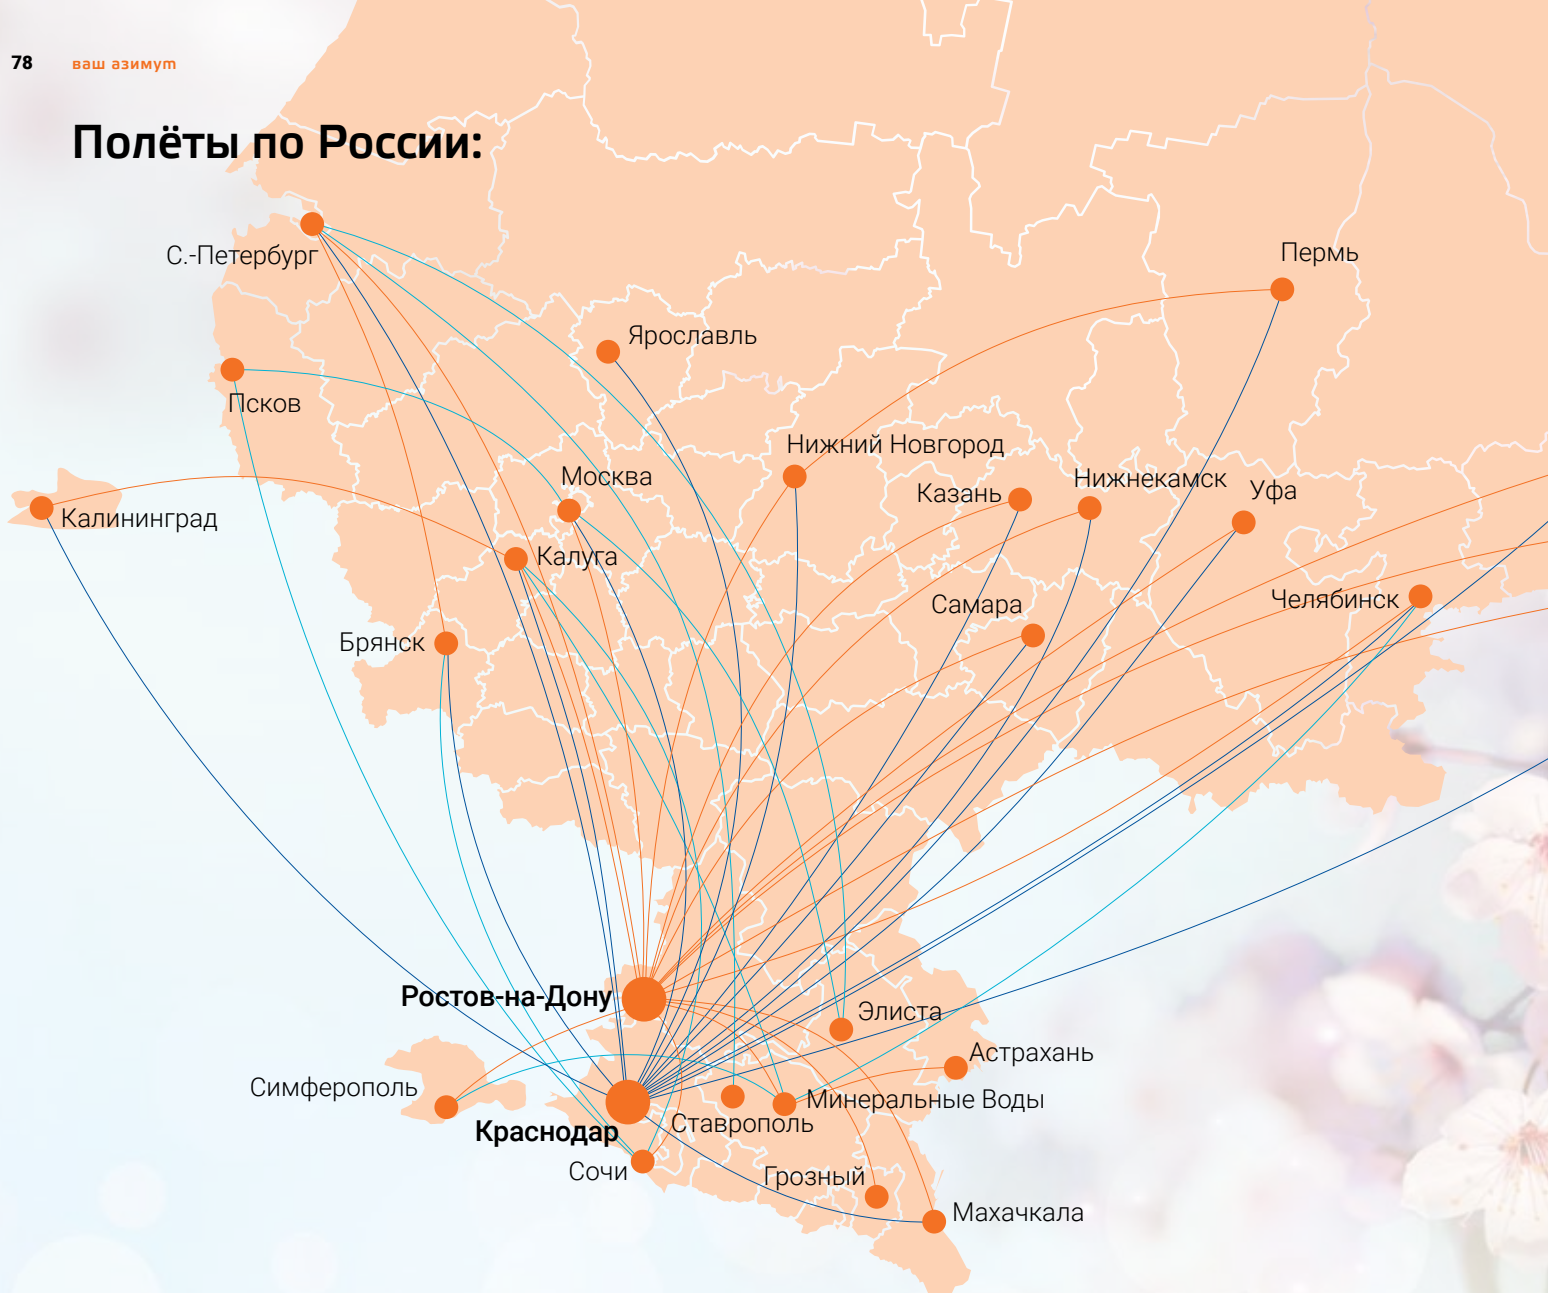 78
ваш азимут
Полёты по России:
С.-Петербург
Пермь
Ярославль
Псков
Нижний Новгород
Москва
Казань
Нижнекамск
Уфа
Калининград
Калуга
Самара
Челябинск
Брянск
Ростов-на-Дону
Элиста
Астрахань
Симферополь
Минеральные Воды
Ставрополь
Краснодар
Сочи
Грозный
Махачкала